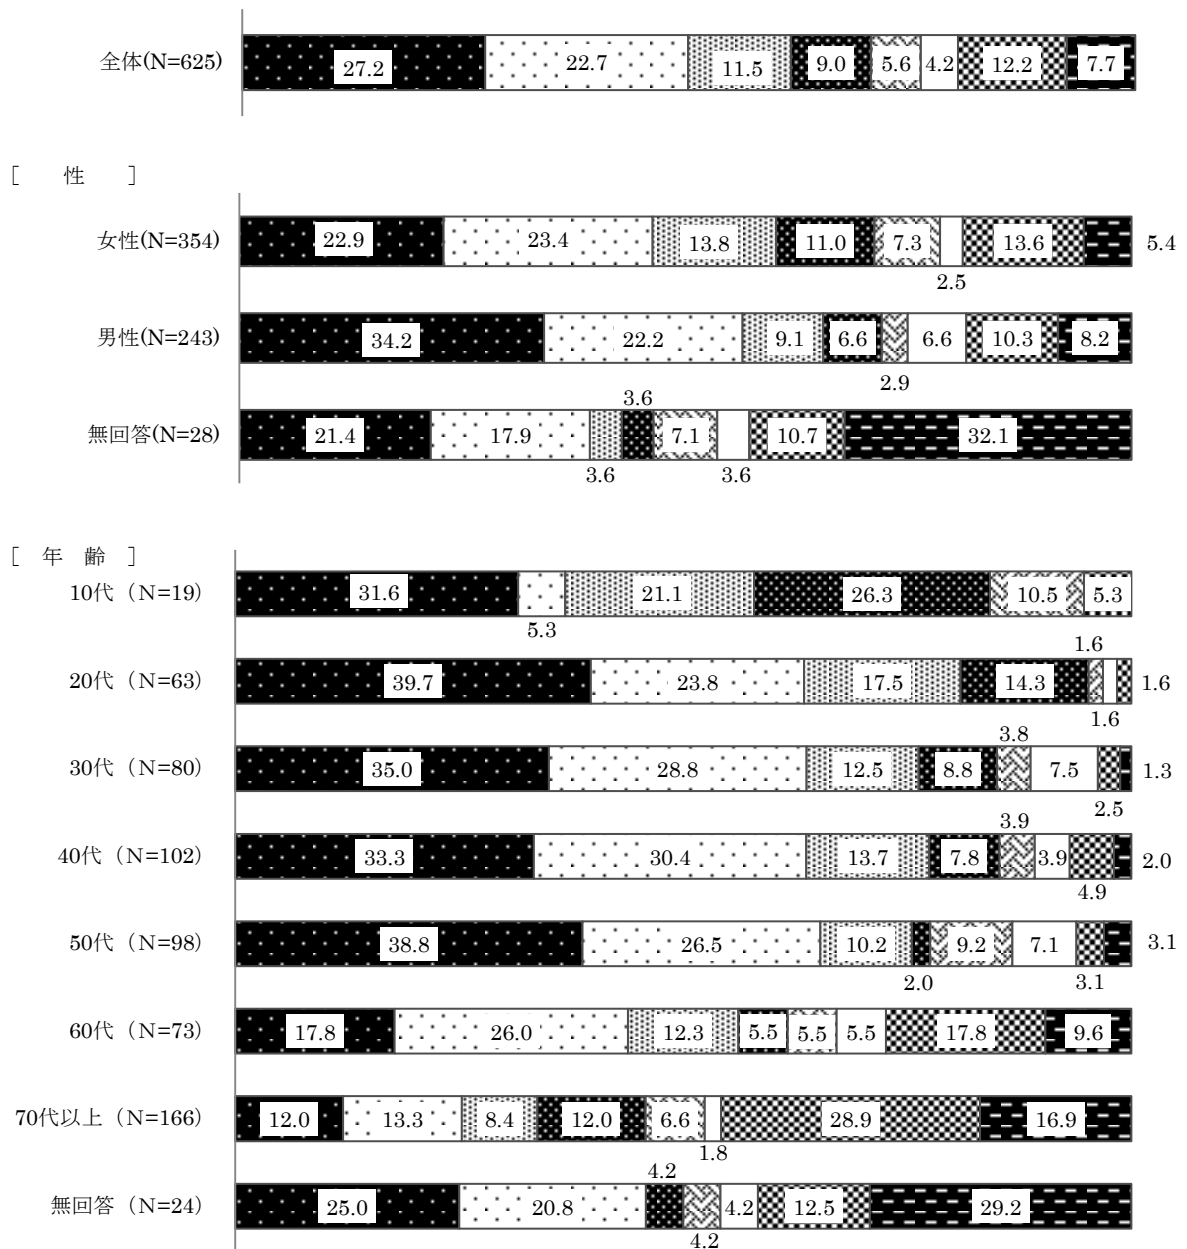 全体(N=625) 27.2 22.7 11.5 9.0 5.6 4.2 12.2 7.7
［　性　］
女性(N=354) 22.9 23.4 13.8 11.0 7.3 13.6 5.4
2.5
男性(N=243) 34.2 22.2 9.1 6.6 6.6 10.3 8.2
2.9
3.6
無回答(N=28) 21.4 17.9 7.1 10.7 32.1
3.6 3.6
［　年　齢　］
10代（N=19） 31.6 21.1 26.3 10.5 5.3
5.3
1.6
20代（N=63） 39.7 23.8 17.5 14.3 1.6
1.6
3.8
30代（N=80） 35.0 28.8 12.5 8.8 7.5 1.3
2.5
3.9
40代（N=102） 33.3 30.4 13.7 7.8 3.9 2.0
4.9
50代（N=98） 38.8 26.5 10.2 9.2 7.1 3.1
2.0 3.1
60代（N=73） 17.8 26.0 12.3 5.5 5.5 5.5 17.8 9.6
70代以上（N=166） 12.0 13.3 8.4 12.0 6.6 28.9 16.9
1.8
4.2
無回答（N=24） 25.0 20.8 4.2 12.5 29.2
4.2